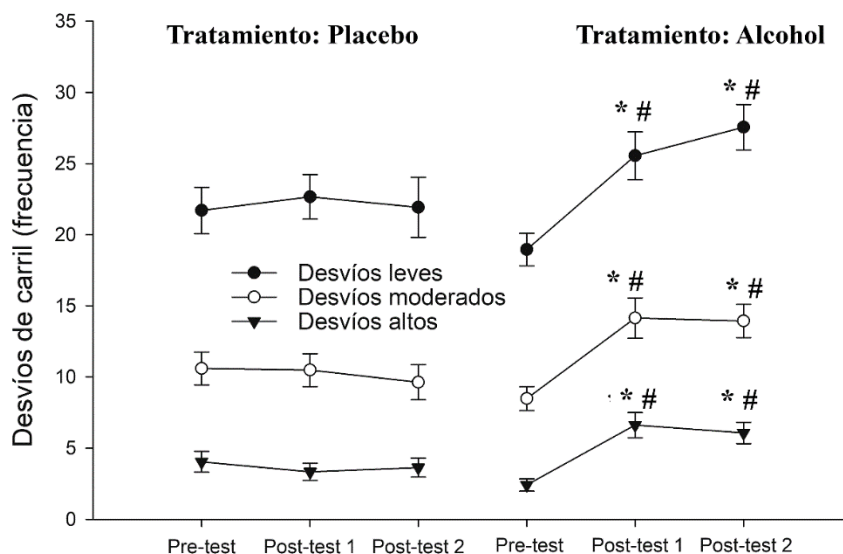 Tratamiento: Placebo
Tratamiento: Alcohol
Desvíos de carril (frecuencia)
35
30
25
20
15
10
5
0
* #
* #
* #
* #
* #
* #
Desvíos leves
Desvíos moderados
Desvíos altos
Pre-test
Post-test 1
Post-test 2
Pre-test
Post-test 1
Post-test 2